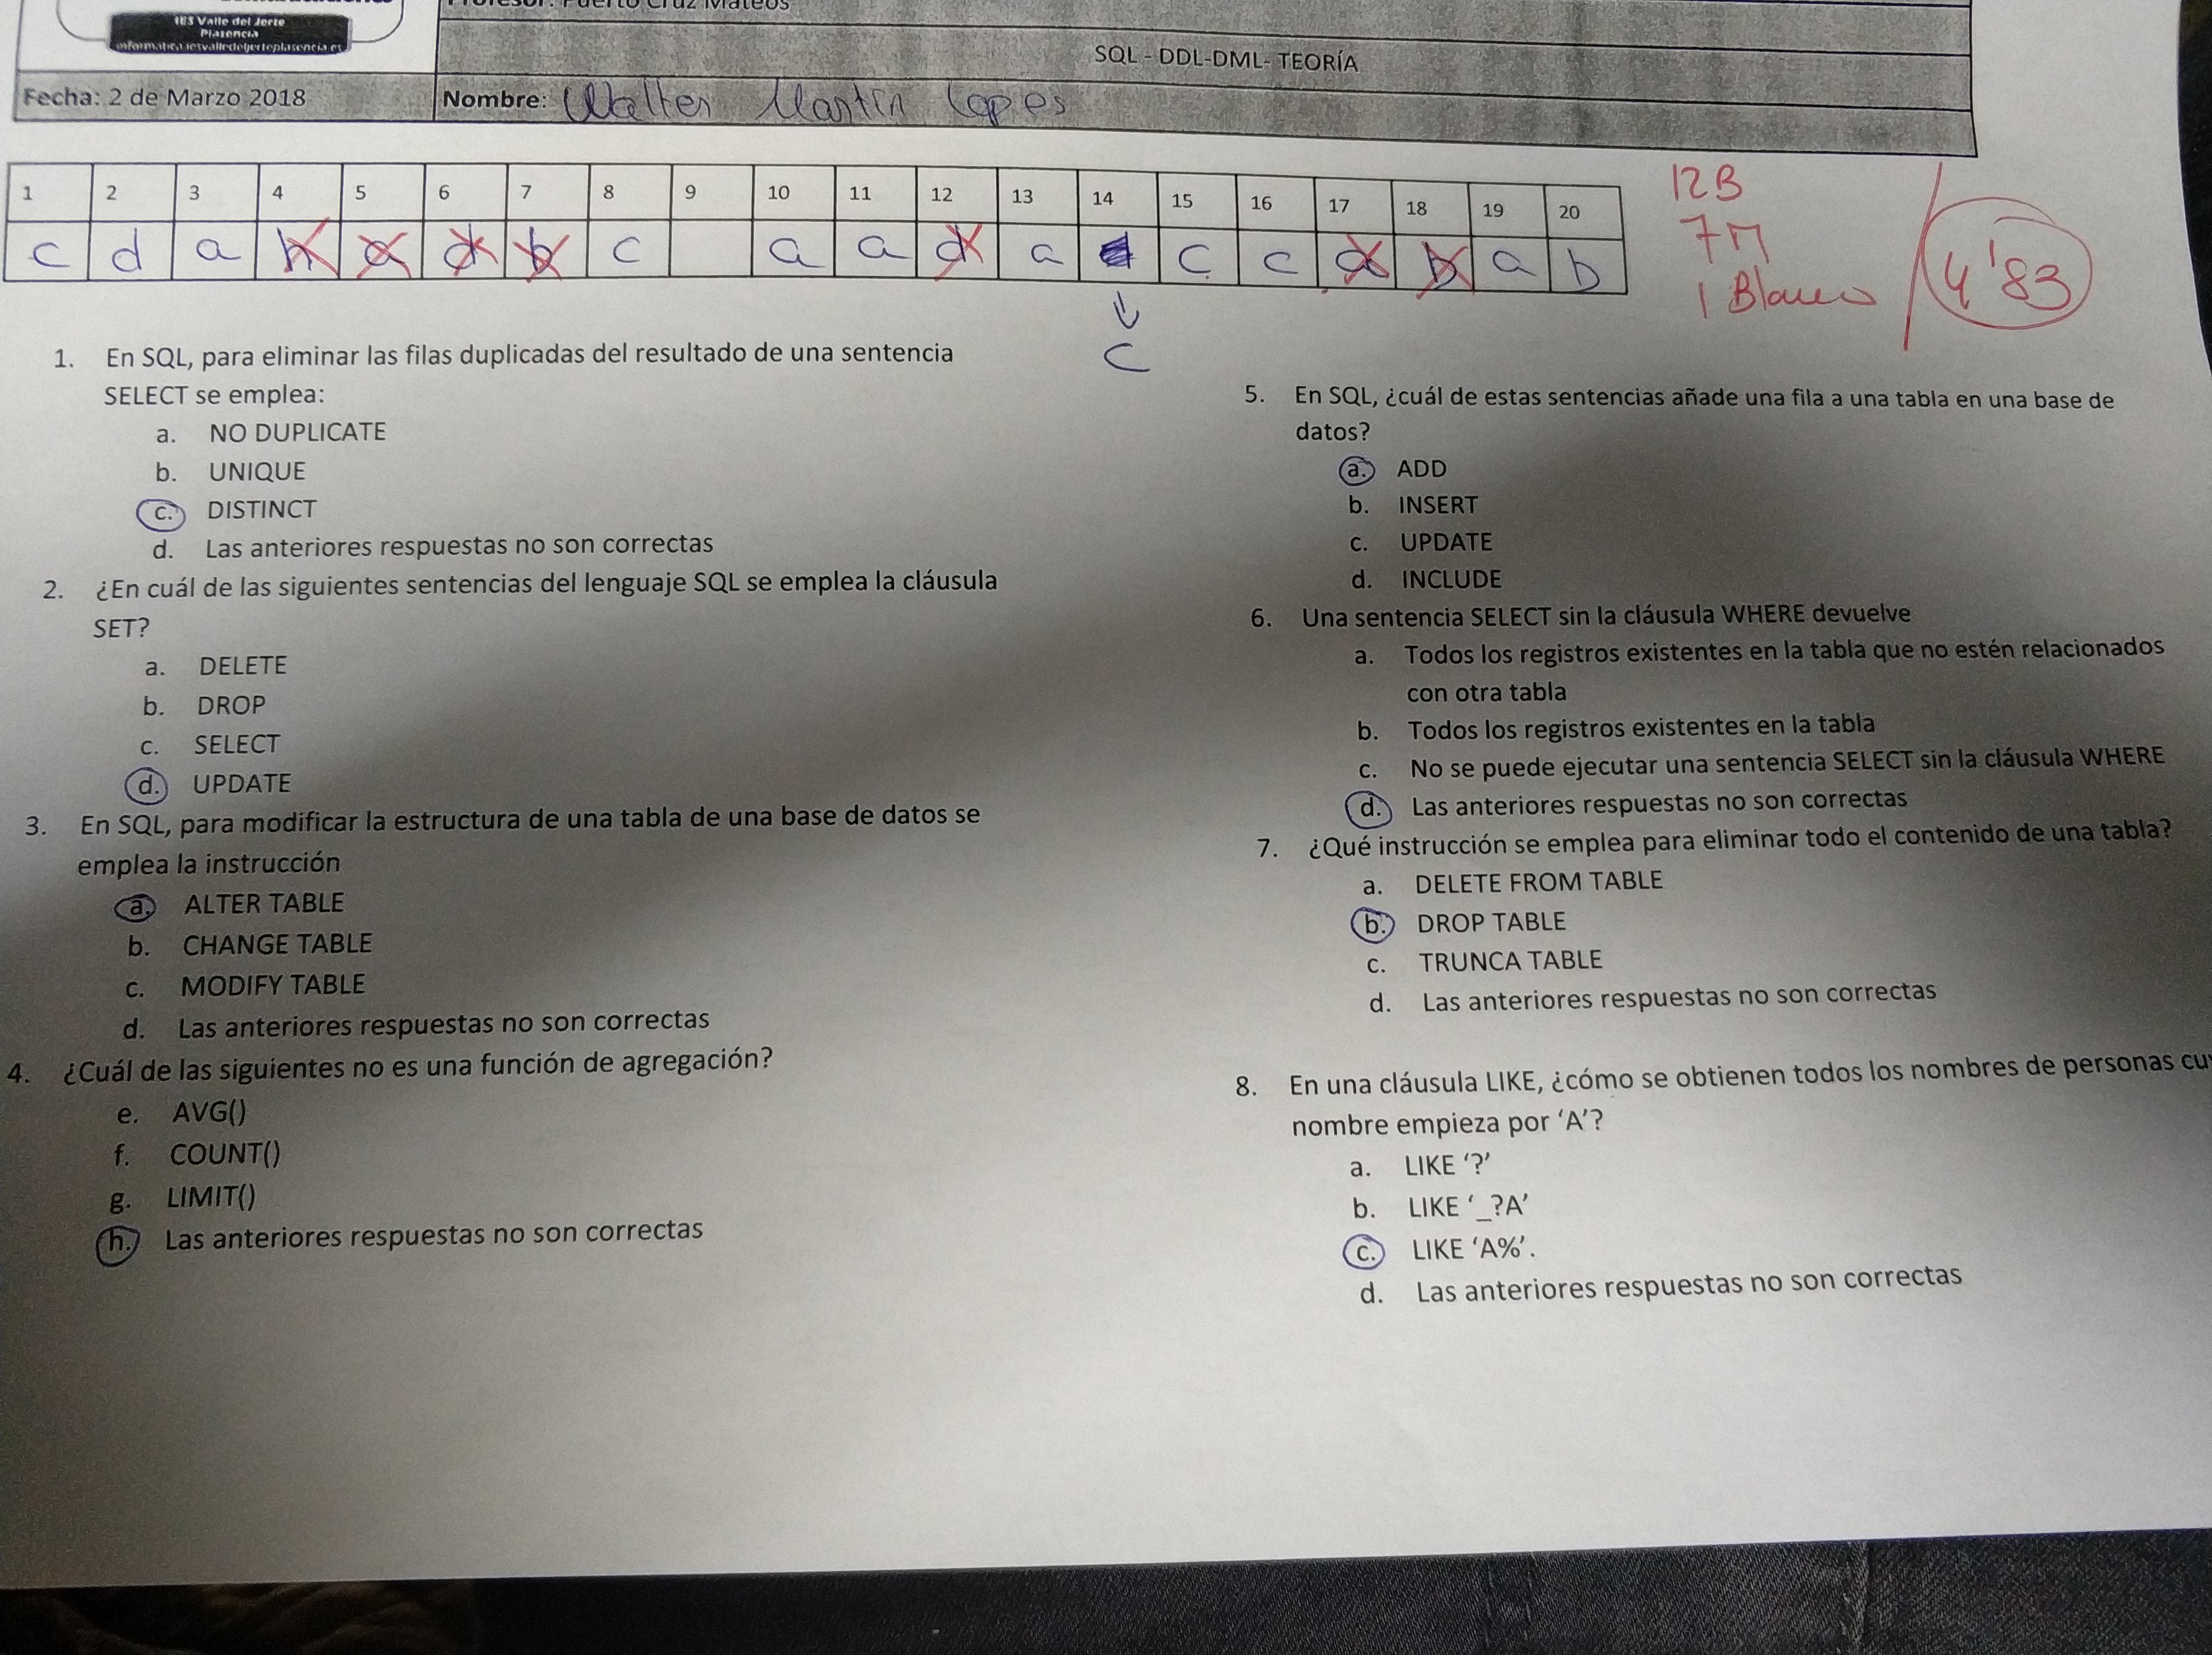 IES Valle del Jerte
Plasencia
informatica.iesvalledeljerteplasencia.es
Profesor: Puerto Cruz Mateos
SQL - DDL-DML- TEORÍA
Fecha: 2 de Marzo 2018
Nombre: Walter Martín Lopes
1 2 3 4 5 6 7 8 9 10 11 12 13 14 15 16 17 18 19 20
c d a h a d b c a a d a c c a b a b
c
12B
7M
1 Blanco
4'83
1. En SQL, para eliminar las filas duplicadas del resultado de una sentencia
SELECT se emplea:
a. NO DUPLICATE
b. UNIQUE
c. DISTINCT
d. Las anteriores respuestas no son correctas
2. ¿En cuál de las siguientes sentencias del lenguaje SQL se emplea la cláusula
SET?
a. DELETE
b. DROP
c. SELECT
d. UPDATE
3. En SQL, para modificar la estructura de una tabla de una base de datos se
emplea la instrucción
a. ALTER TABLE
b. CHANGE TABLE
c. MODIFY TABLE
d. Las anteriores respuestas no son correctas
4. ¿Cuál de las siguientes no es una función de agregación?
e. AVG()
f. COUNT()
g. LIMIT()
h. Las anteriores respuestas no son correctas
5. En SQL, ¿cuál de estas sentencias añade una fila a una tabla en una base de
datos?
a. ADD
b. INSERT
c. UPDATE
d. INCLUDE
6. Una sentencia SELECT sin la cláusula WHERE devuelve
a. Todos los registros existentes en la tabla que no estén relacionados
con otra tabla
b. Todos los registros existentes en la tabla
c. No se puede ejecutar una sentencia SELECT sin la cláusula WHERE
d. Las anteriores respuestas no son correctas
7. ¿Qué instrucción se emplea para eliminar todo el contenido de una tabla?
a. DELETE FROM TABLE
b. DROP TABLE
c. TRUNCA TABLE
d. Las anteriores respuestas no son correctas
8. En una cláusula LIKE, ¿cómo se obtienen todos los nombres de personas cu
nombre empieza por ‘A’?
a. LIKE ‘?’
b. LIKE ‘_?A’
c. LIKE ‘A%’.
d. Las anteriores respuestas no son correctas